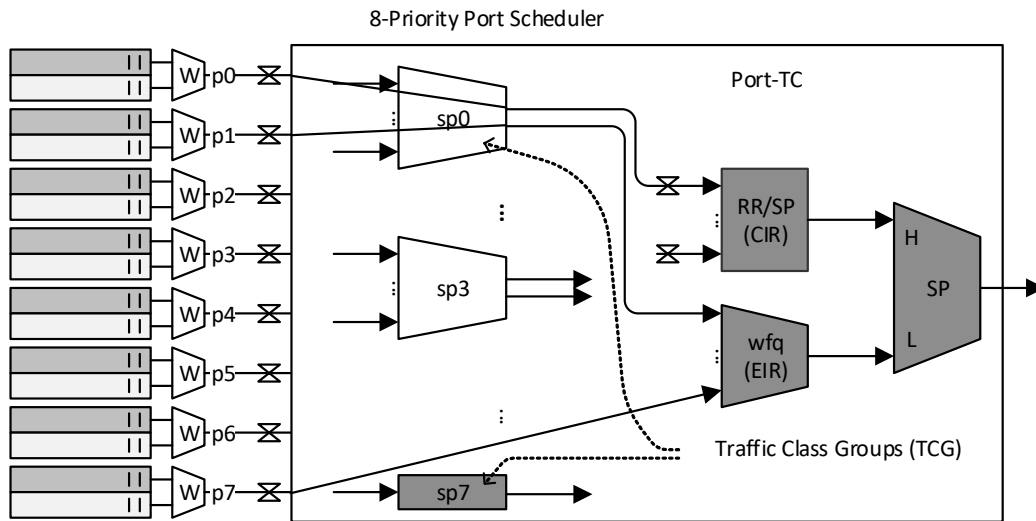 8-Priority Port Scheduler
Port-TC
W p0
W p1
W p2
W p3
W p4
W p5
W p6
W p7
sp0
...
...
sp3
...
...
sp7
RR/SP
(CIR)
...
wfq
(EIR)
...
H
SP
L
Traffic Class Groups (TCG)